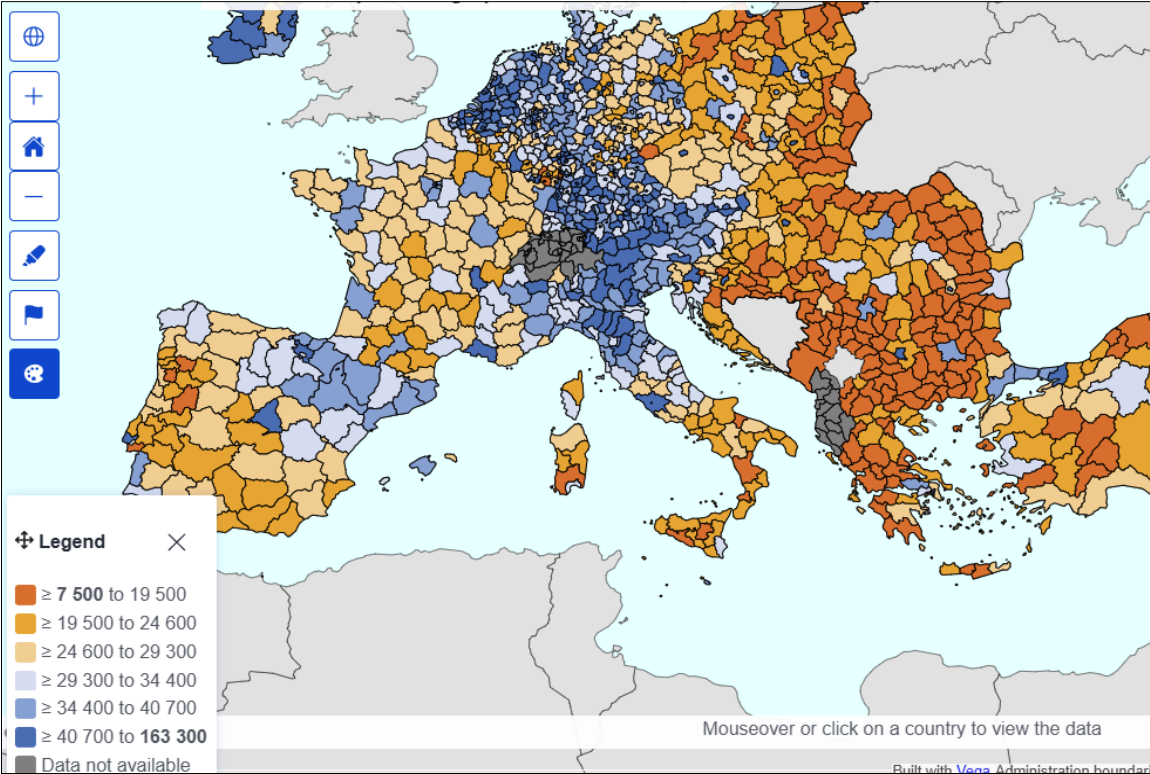 Legend
≥ 7 500 to 19 500
≥ 19 500 to 24 600
≥ 24 600 to 29 300
≥ 29 300 to 34 400
≥ 34 400 to 40 700
≥ 40 700 to 163 300
Data not available
Mouseover or click on a country to view the data
Built with Vega Administration boundari